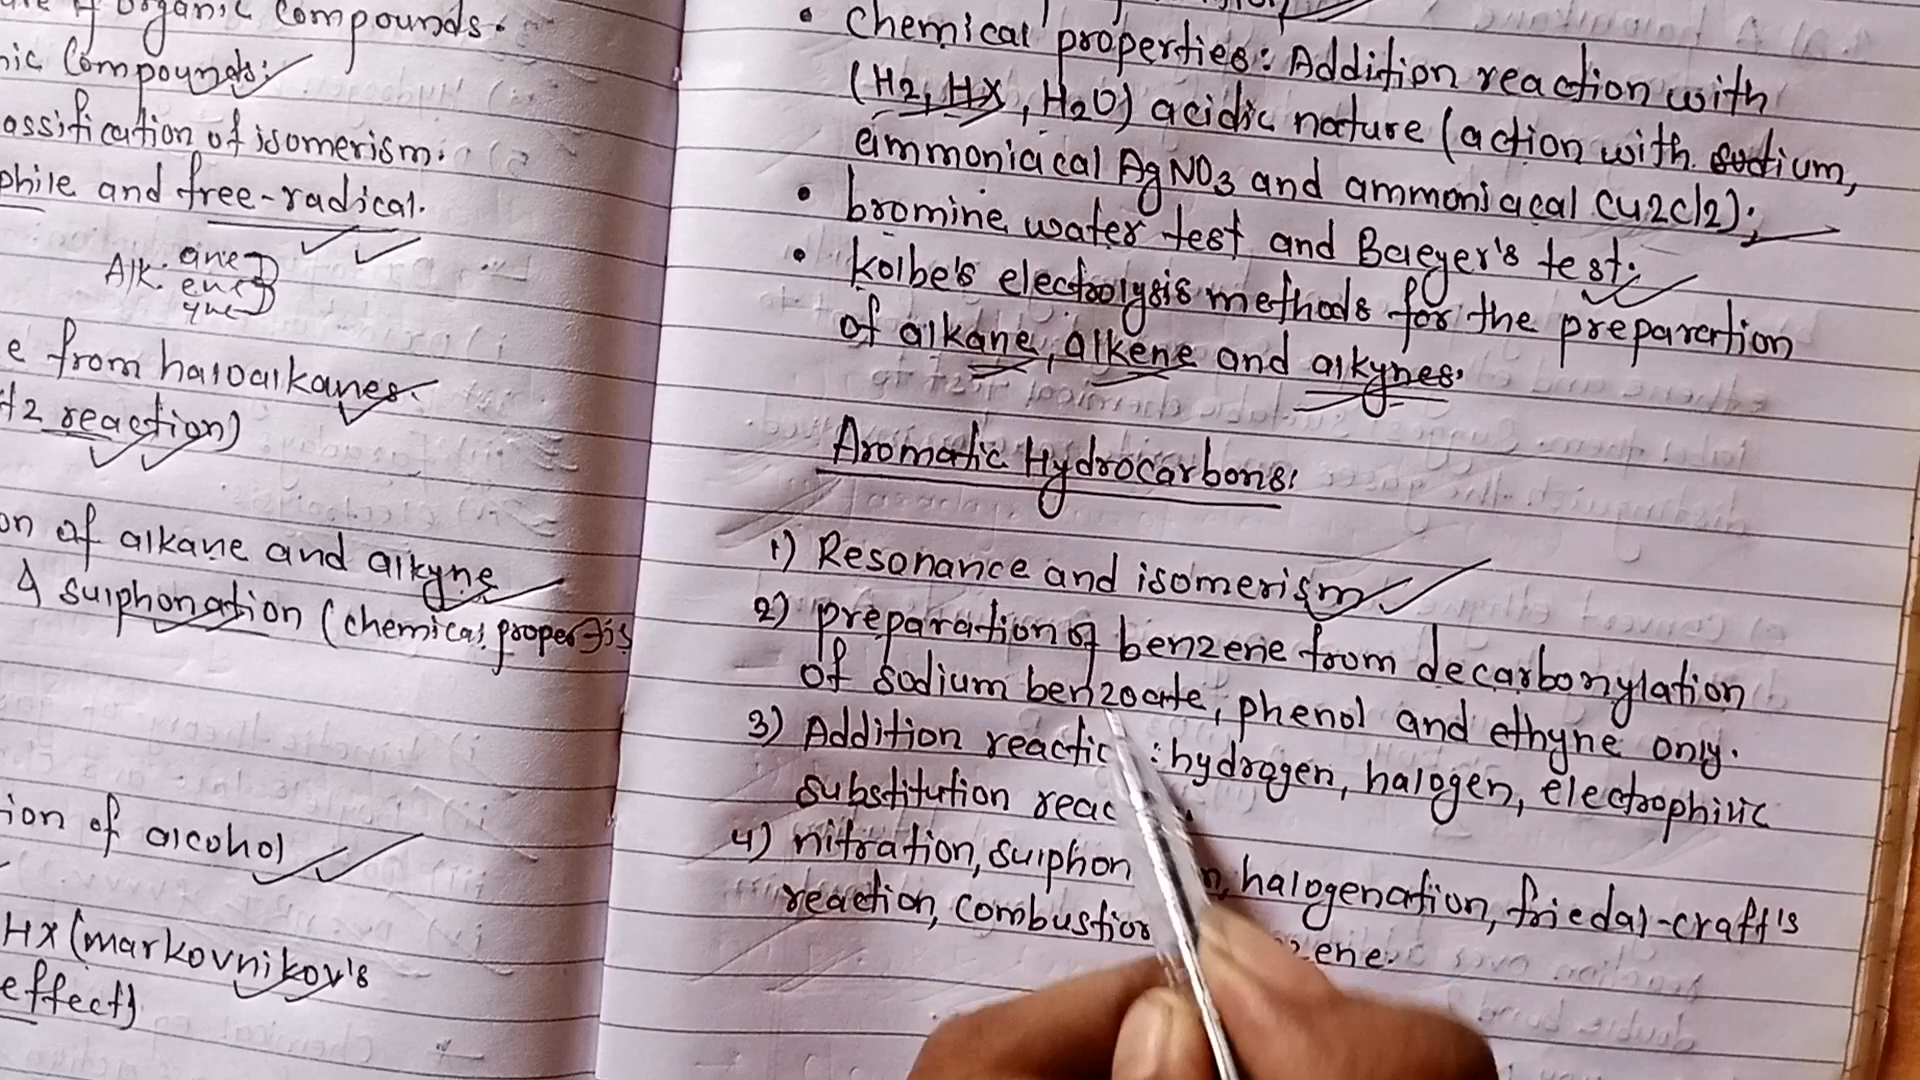 organic compounds.
nic compounds:
assification of isomerism.
phile and free-radical.
Alk: ane
ene
yne
e from haloalkanes.
H2 reaction)
on of alkane and alkyne
& sulphonation (chemical properties
ion of alcohol
HX (markovnikov's
effect)
• chemical properties: Addition reaction with
(H2, HX, H2O) acidic nature (action with sodium,
ammoniacal AgNO3 and ammoniacal Cu2Cl2);
• bromine water test and Baeyer's test;
• kolbe's electrolysis methods for the preparation
of alkane, alkene and alkynes.
Aromatic Hydrocarbons:
1) Resonance and isomerism
2) preparation of benzene from decarbonylation
of sodium benzoate, phenol and ethyne only.
3) Addition reactio : hydrogen, halogen, electrophilic
substitution reac
4) nitration, sulphon n, halogenation, friedal-craft's
reaction, combustion zene.